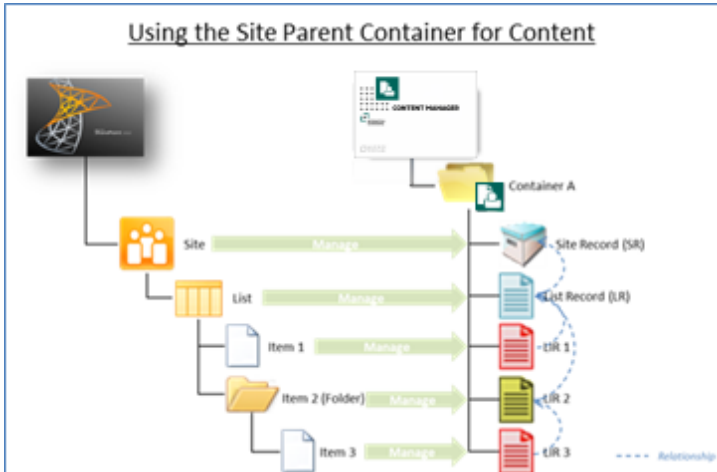 Using the Site Parent Container for Content
CONTENT MANAGER
Container A
Site
Manage
Site Record (SR)
List
Manage
List Record (LR)
Item 1
Manage
LIR 1
Item 2 (Folder)
Manage
LIR 2
Item 3
Manage
LIR 3
Relationship